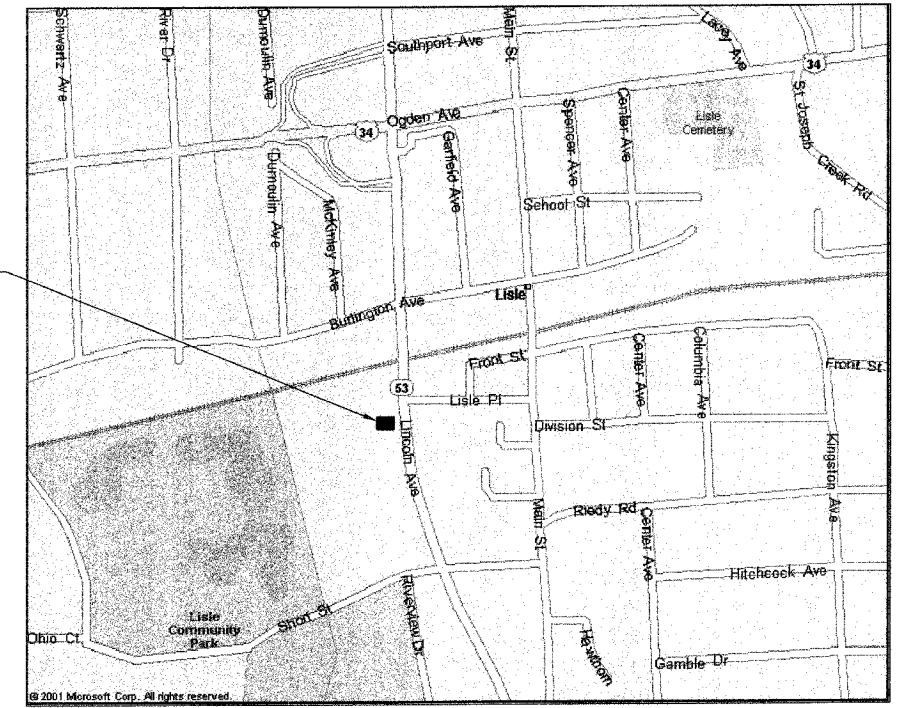 Schwartz Ave
River Dr
Dumoulin Ave
Southport Ave
Main St
Lacey Ave
34
St Joseph
Creek Rd
Ogden Ave
34
Lisle
Cemetery
Spencer Ave
Center Ave
Garfield Ave
Dumoulin Ave
McKinley Ave
School St
Lisle
Burlington Ave
Front St
Center Ave
Columbia Ave
Front St
53
Lisle Pl
Lincoln Ave
Division St
Kingston Ave
Main St
Riedy Rd
Center Ave
Hitchcock Ave
Riverview Dr
Short St
Lisle
Community
Park
Ohio Ct
Hawthorn
Gamble Dr
© 2001 Microsoft Corp. All rights reserved.